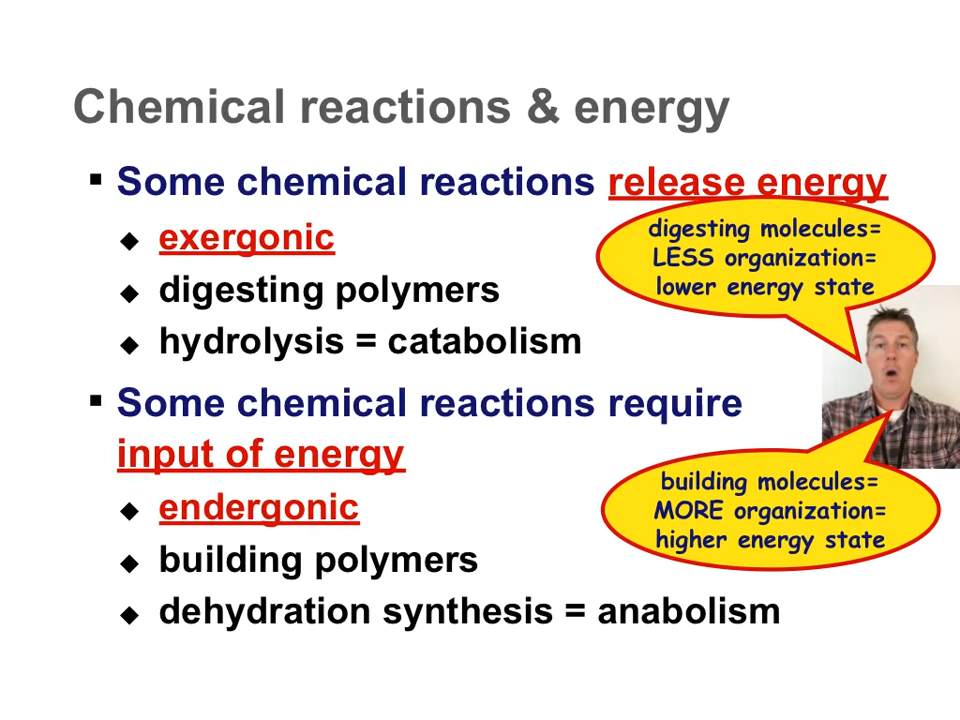 Chemical reactions & energy
Some chemical reactions release energy
exergonic
digesting polymers
hydrolysis = catabolism
digesting molecules=
LESS organization=
lower energy state
Some chemical reactions require
input of energy
endergonic
building polymers
dehydration synthesis = anabolism
building molecules=
MORE organization=
higher energy state